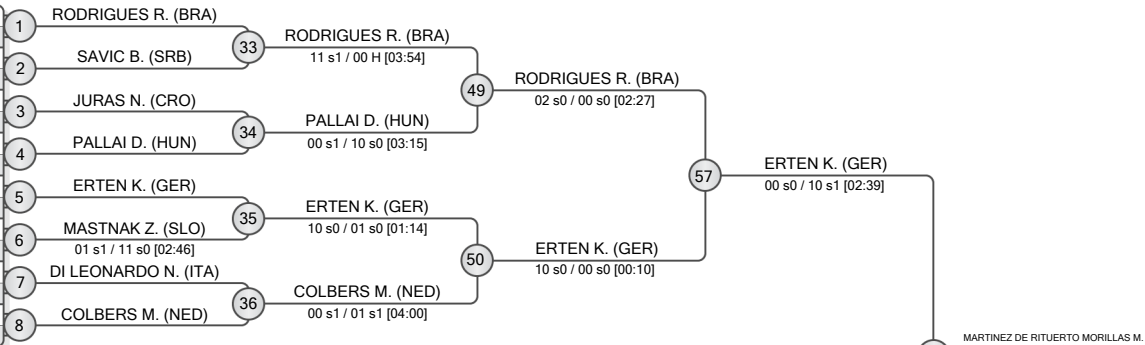 1
RODRIGUES R. (BRA)
2
SAVIC B. (SRB)
3
JURAS N. (CRO)
4
PALLAI D. (HUN)
5
ERTEN K. (GER)
6
MASTNAK Z. (SLO)
01 s1 / 11 s0 [02:46]
7
DI LEONARDO N. (ITA)
8
COLBERS M. (NED)
33
RODRIGUES R. (BRA)
11 s1 / 00 H [03:54]
34
PALLAI D. (HUN)
00 s1 / 10 s0 [03:15]
35
ERTEN K. (GER)
10 s0 / 01 s0 [01:14]
36
COLBERS M. (NED)
00 s1 / 01 s1 [04:00]
49
RODRIGUES R. (BRA)
02 s0 / 00 s0 [02:27]
50
ERTEN K. (GER)
10 s0 / 00 s0 [00:10]
57
ERTEN K. (GER)
00 s0 / 10 s1 [02:39]
MARTINEZ DE RITUERTO MORILLAS M.